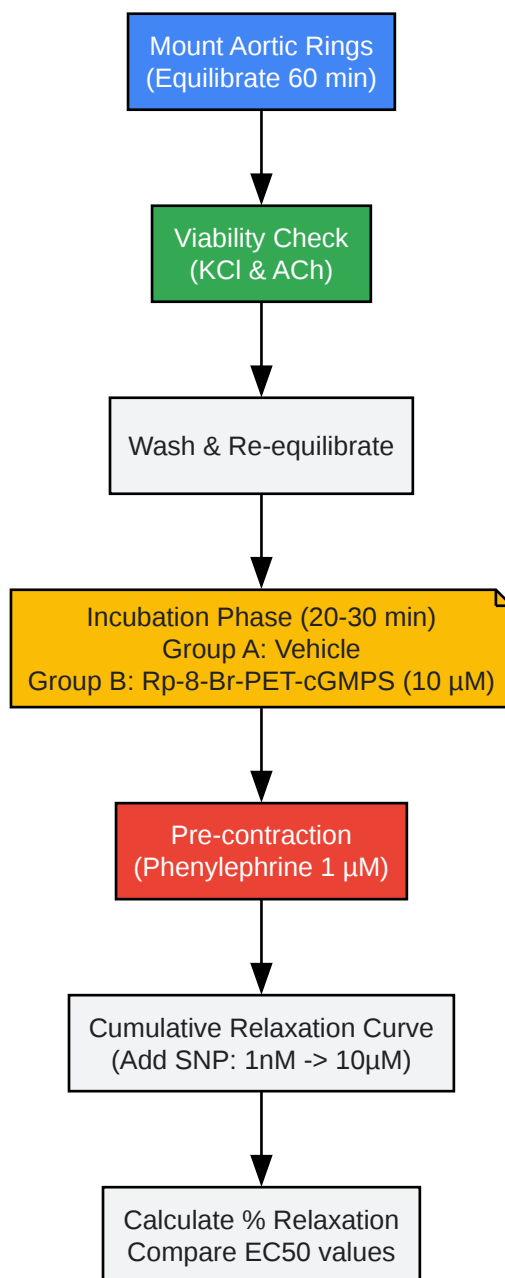 Mount Aortic Rings
(Equilibrate 60 min)
Viability Check
(KCl & ACh)
Wash & Re-equilibrate
Incubation Phase (20-30 min)
Group A: Vehicle
Group B: Rp-8-Br-PET-cGMPS (10 µM)
Pre-contraction
(Phenylephrine 1 µM)
Cumulative Relaxation Curve
(Add SNP: 1nM -> 10µM)
Calculate % Relaxation
Compare EC50 values